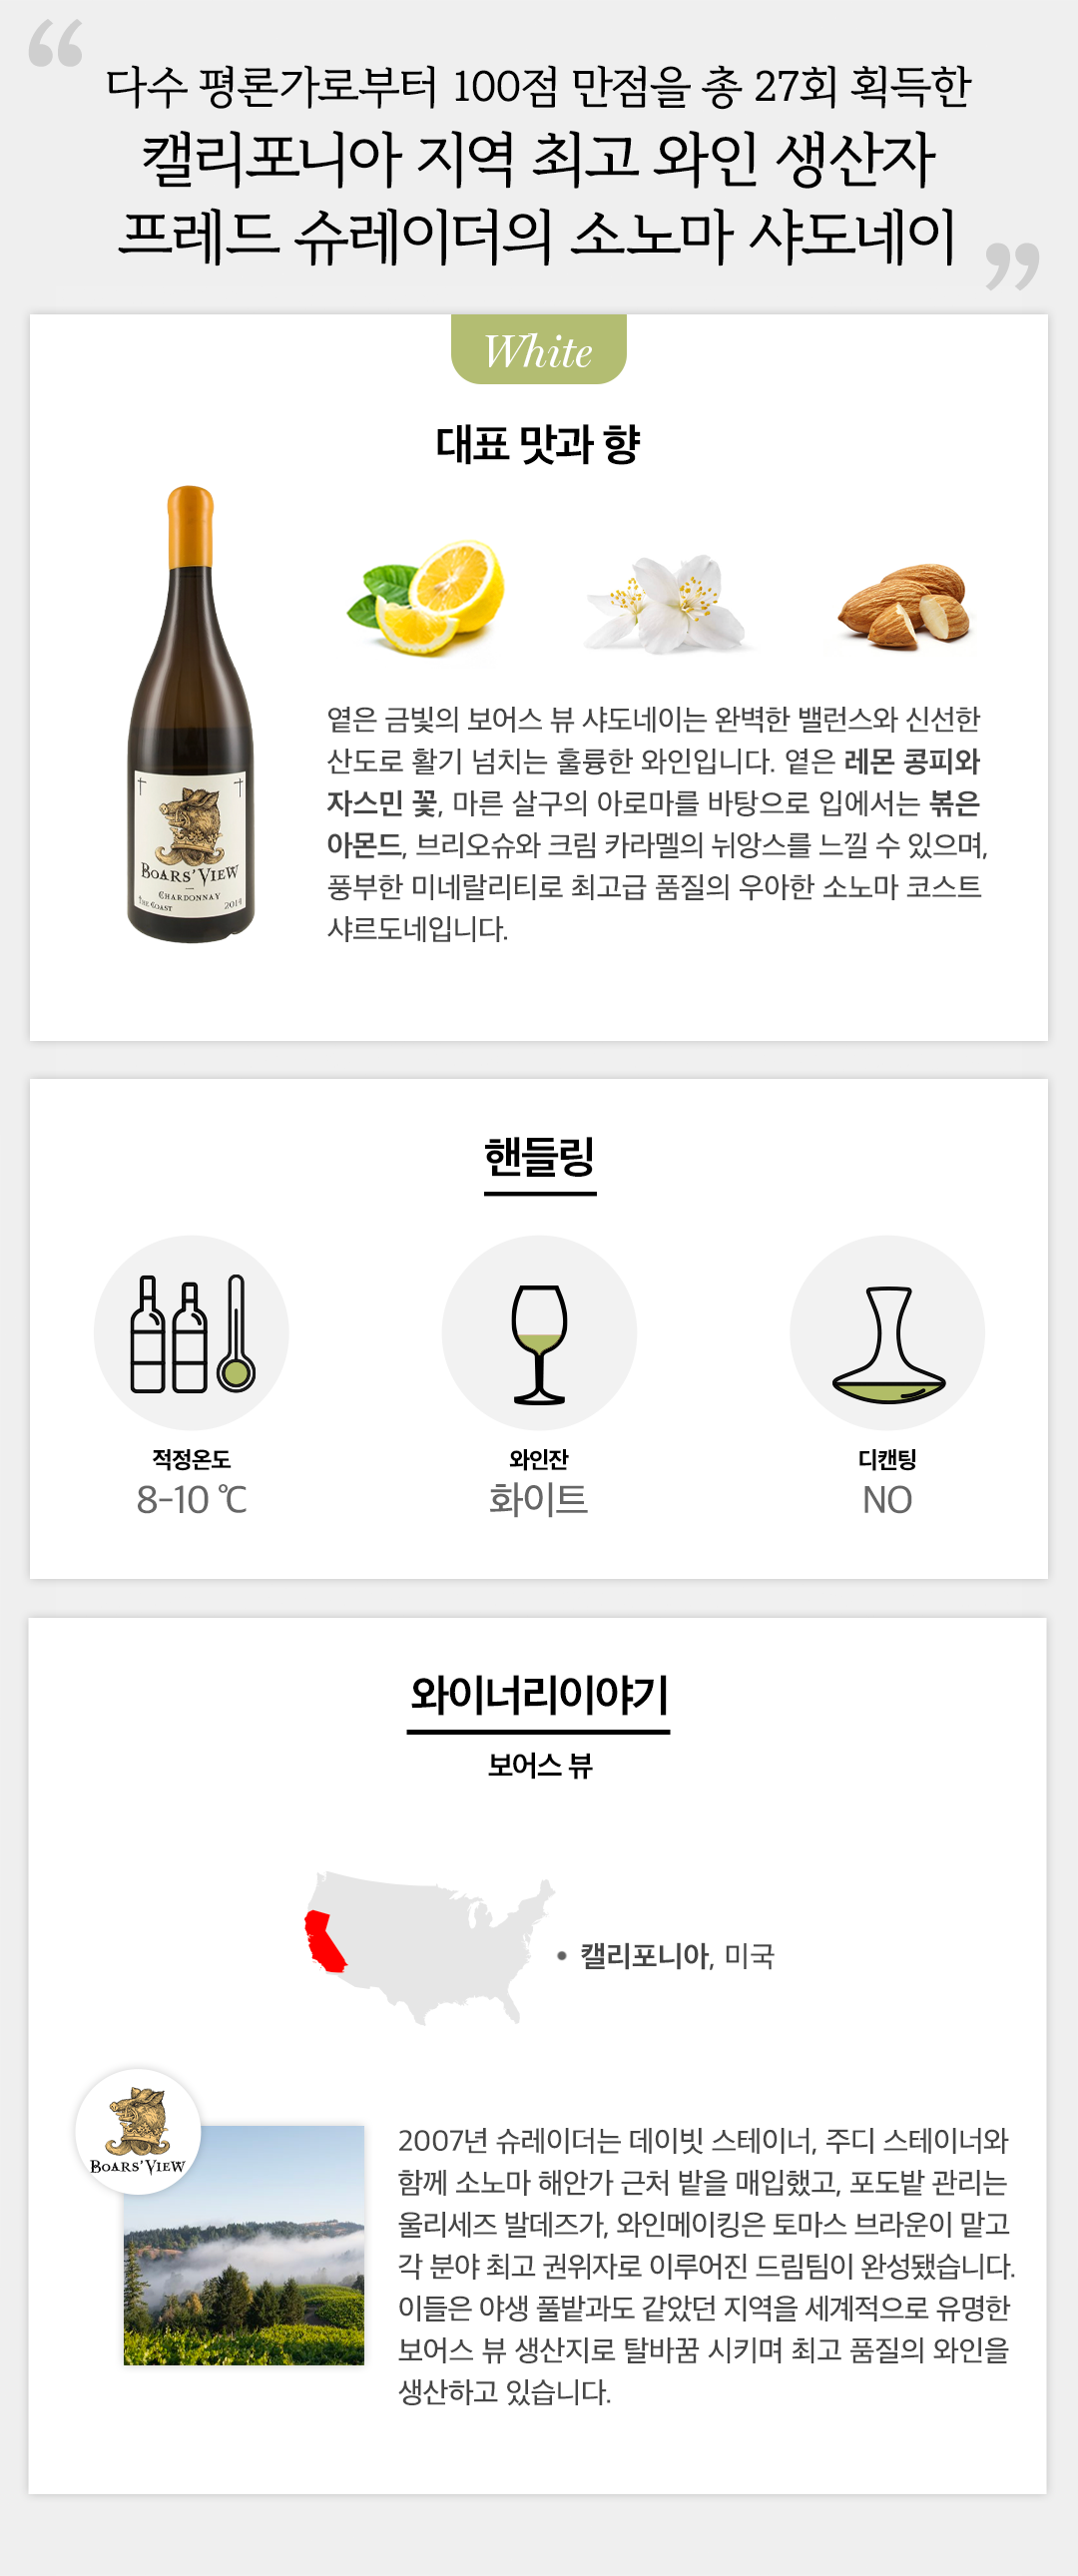 “
다수 평론가로부터 100점 만점을 총 27회 획득한
캘리포니아 지역 최고 와인 생산자
프레드 슈레이더의 소노마 샤도네이
”
White
대표 맛과 향
BOARS' VIEW
CHARDONNAY
THE COAST 2014
옅은 금빛의 보어스 뷰 샤도네이는 완벽한 밸런스와 신선한
산도로 활기 넘치는 훌륭한 와인입니다. 옅은 레몬 콩피와
자스민 꽃, 마른 살구의 아로마를 바탕으로 입에서는 볶은
아몬드, 브리오슈와 크림 카라멜의 뉘앙스를 느낄 수 있으며,
풍부한 미네랄리티로 최고급 품질의 우아한 소노마 코스트
샤르도네입니다.
핸들링
적정온도
8-10 ℃
와인잔
화이트
디캔팅
NO
와이너리이야기
보어스 뷰
• 캘리포니아, 미국
BOARS' VIEW
2007년 슈레이더는 데이빗 스테이너, 주디 스테이너와
함께 소노마 해안가 근처 밭을 매입했고, 포도밭 관리는
울리세즈 발데즈가, 와인메이킹은 토마스 브라운이 맡고
각 분야 최고 권위자로 이루어진 드림팀이 완성됐습니다.
이들은 야생 풀밭과도 같았던 지역을 세계적으로 유명한
보어스 뷰 생산지로 탈바꿈 시키며 최고 품질의 와인을
생산하고 있습니다.